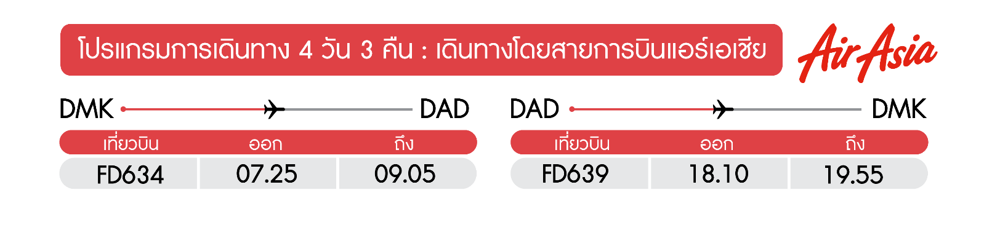 โปรแกรมการเดินทาง 4 วัน 3 คืน : เดินทางโดยสายการบินแอร์เอเชีย
AirAsia
DMK DAD
เที่ยวบิน ออก ถึง
FD634 07.25 09.05
DAD DMK
เที่ยวบิน ออก ถึง
FD639 18.10 19.55